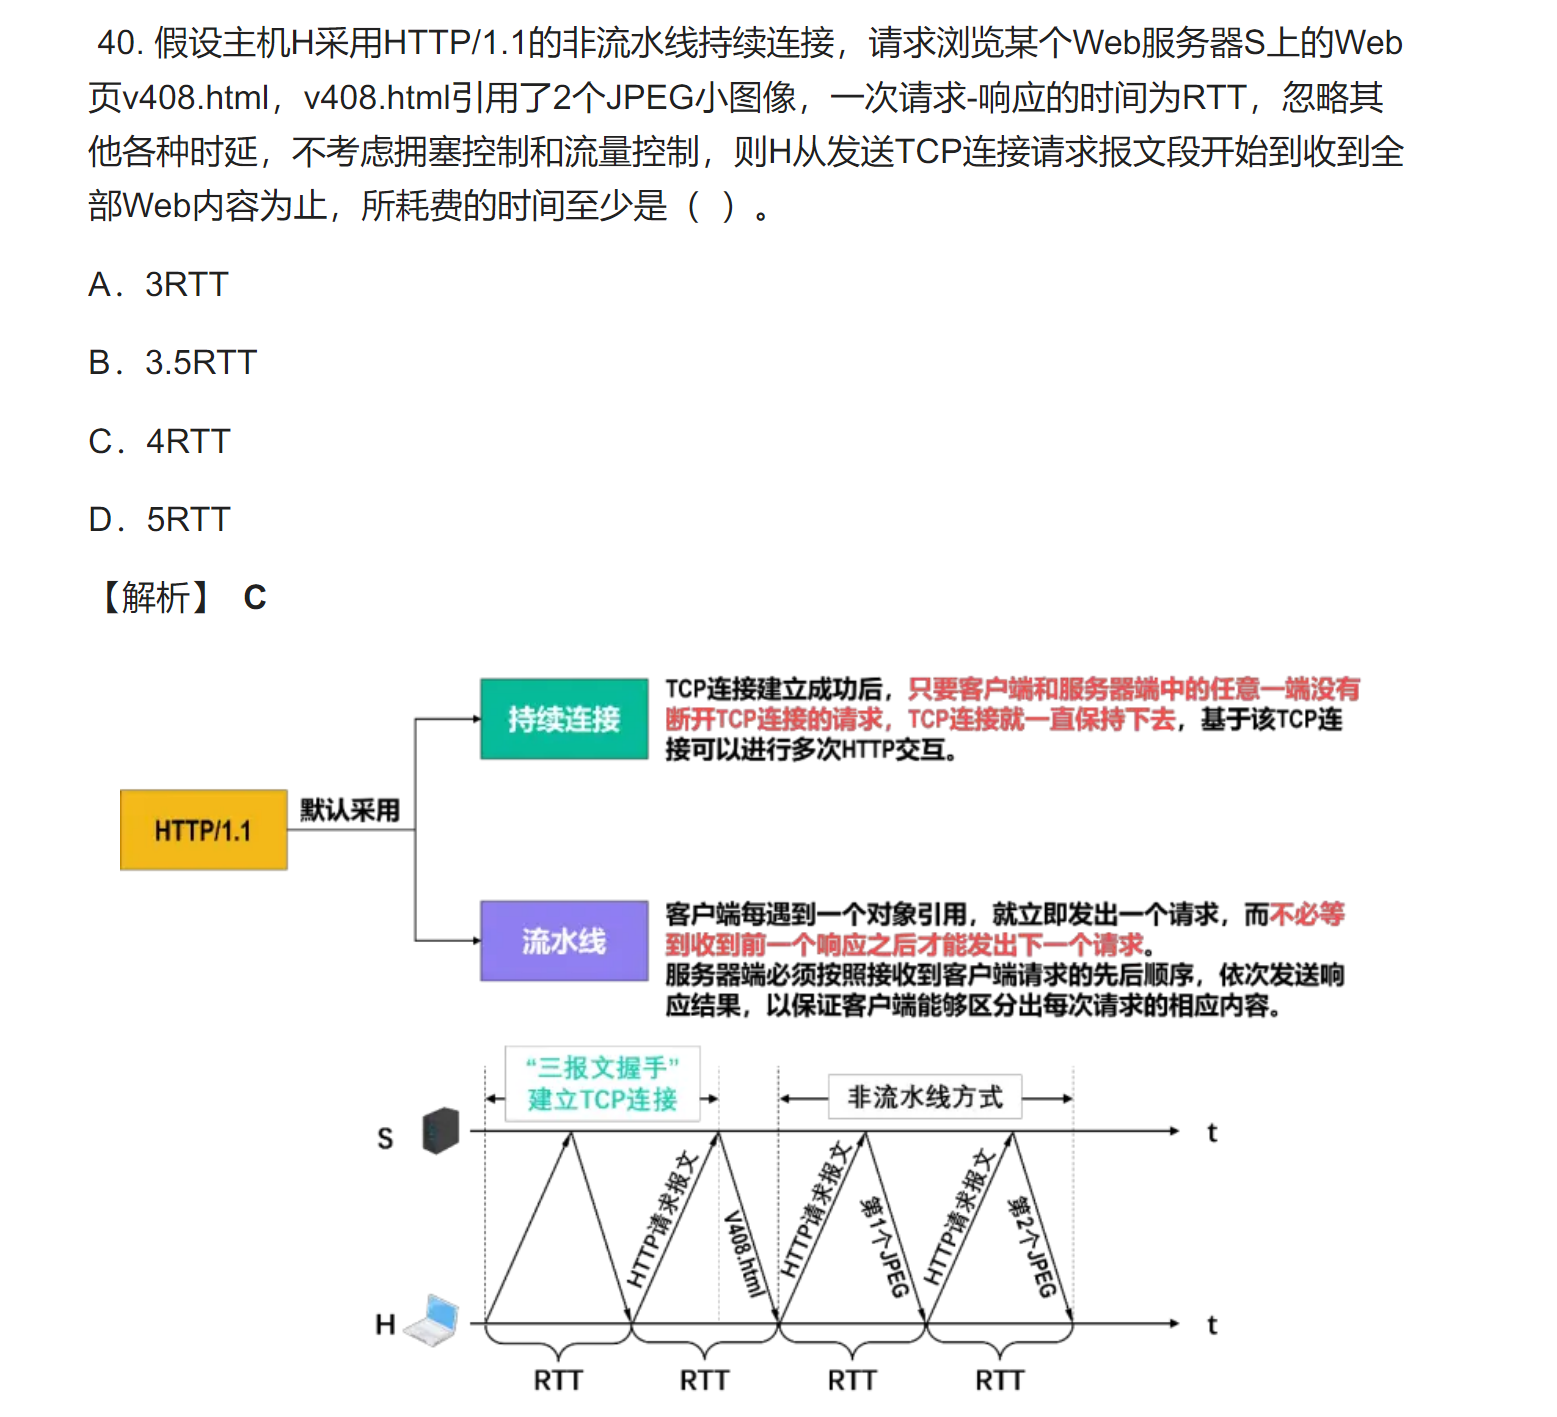 40. 假设主机H采用HTTP/1.1的非流水线持续连接，请求浏览某个Web服务器S上的Web
页v408.html，v408.html引用了2个JPEG小图像，一次请求-响应的时间为RTT，忽略其
他各种时延，不考虑拥塞控制和流量控制，则H从发送TCP连接请求报文段开始到收到全
部Web内容为止，所耗费的时间至少是（ ）。
A．3RTT
B．3.5RTT
C．4RTT
D．5RTT
【解析】 C
持续连接
TCP连接建立成功后，只要客户端和服务器端中的任意一端没有
断开TCP连接的请求，TCP连接就一直保持下去，基于该TCP连
接可以进行多次HTTP交互。
HTTP/1.1
默认采用
流水线
客户端每遇到一个对象引用，就立即发出一个请求，而不必等
到收到前一个响应之后才能发出下一个请求。
服务器端必须按照接收到客户端请求的先后顺序，依次发送响
应结果，以保证客户端能够区分出每次请求的相应内容。
“三报文握手”
建立TCP连接
非流水线方式
S
t
HTTP请求报文
V408.html
HTTP请求报文
第1个JPEG
HTTP请求报文
第2个JPEG
H
t
RTT
RTT
RTT
RTT